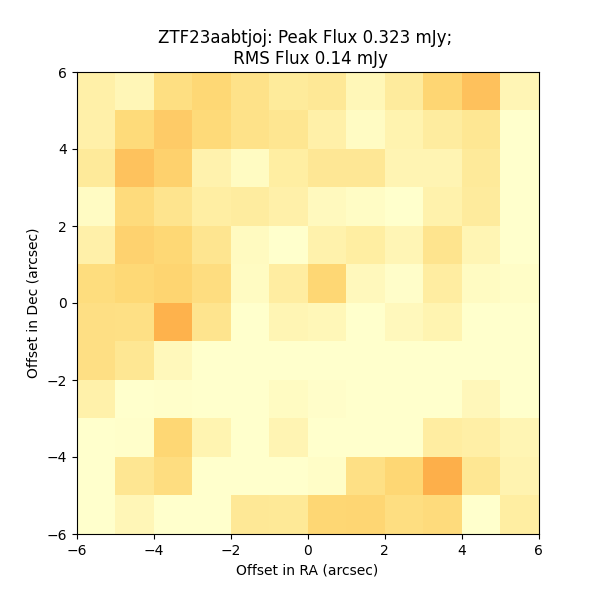 ZTF23aabtjoj: Peak Flux 0.323 mJy;
RMS Flux 0.14 mJy
6
4
2
0
−2
−4
−6
Offset in Dec (arcsec)
−6 −4 −2 0 2 4 6
Offset in RA (arcsec)